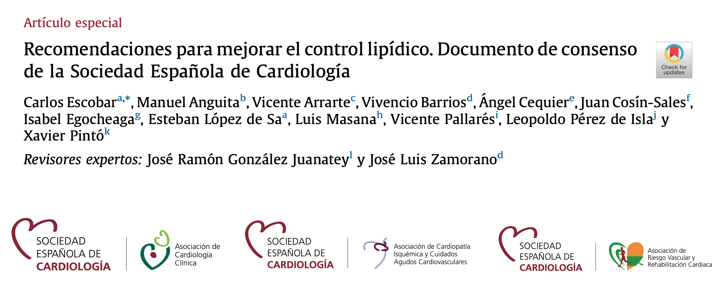 Artículo especial
Recomendaciones para mejorar el control lipídico. Documento de consenso
de la Sociedad Española de Cardiología
Check for
updates
Carlos Escobar^a,*, Manuel Anguita^b, Vicente Arrarte^c, Vivencio Barrios^d, Ángel Cequier^e, Juan Cosín-Sales^f,
Isabel Egocheaga^g, Esteban López de Sa^a, Luis Masana^h, Vicente Pallarés^i, Leopoldo Pérez de Isla^j y
Xavier Pintó^k
Revisores expertos: José Ramón González Juanatey^l y José Luis Zamorano^d
SOCIEDAD
ESPAÑOLA DE
CARDIOLOGÍA
Asociación de
Cardiología
Clínica
SOCIEDAD
ESPAÑOLA DE
CARDIOLOGÍA
Asociación de Cardiopatía
Isquémica y Cuidados
Agudos Cardiovasculares
SOCIEDAD
ESPAÑOLA DE
CARDIOLOGÍA
Asociación de
Riesgo Vascular y
Rehabilitación Cardiaca